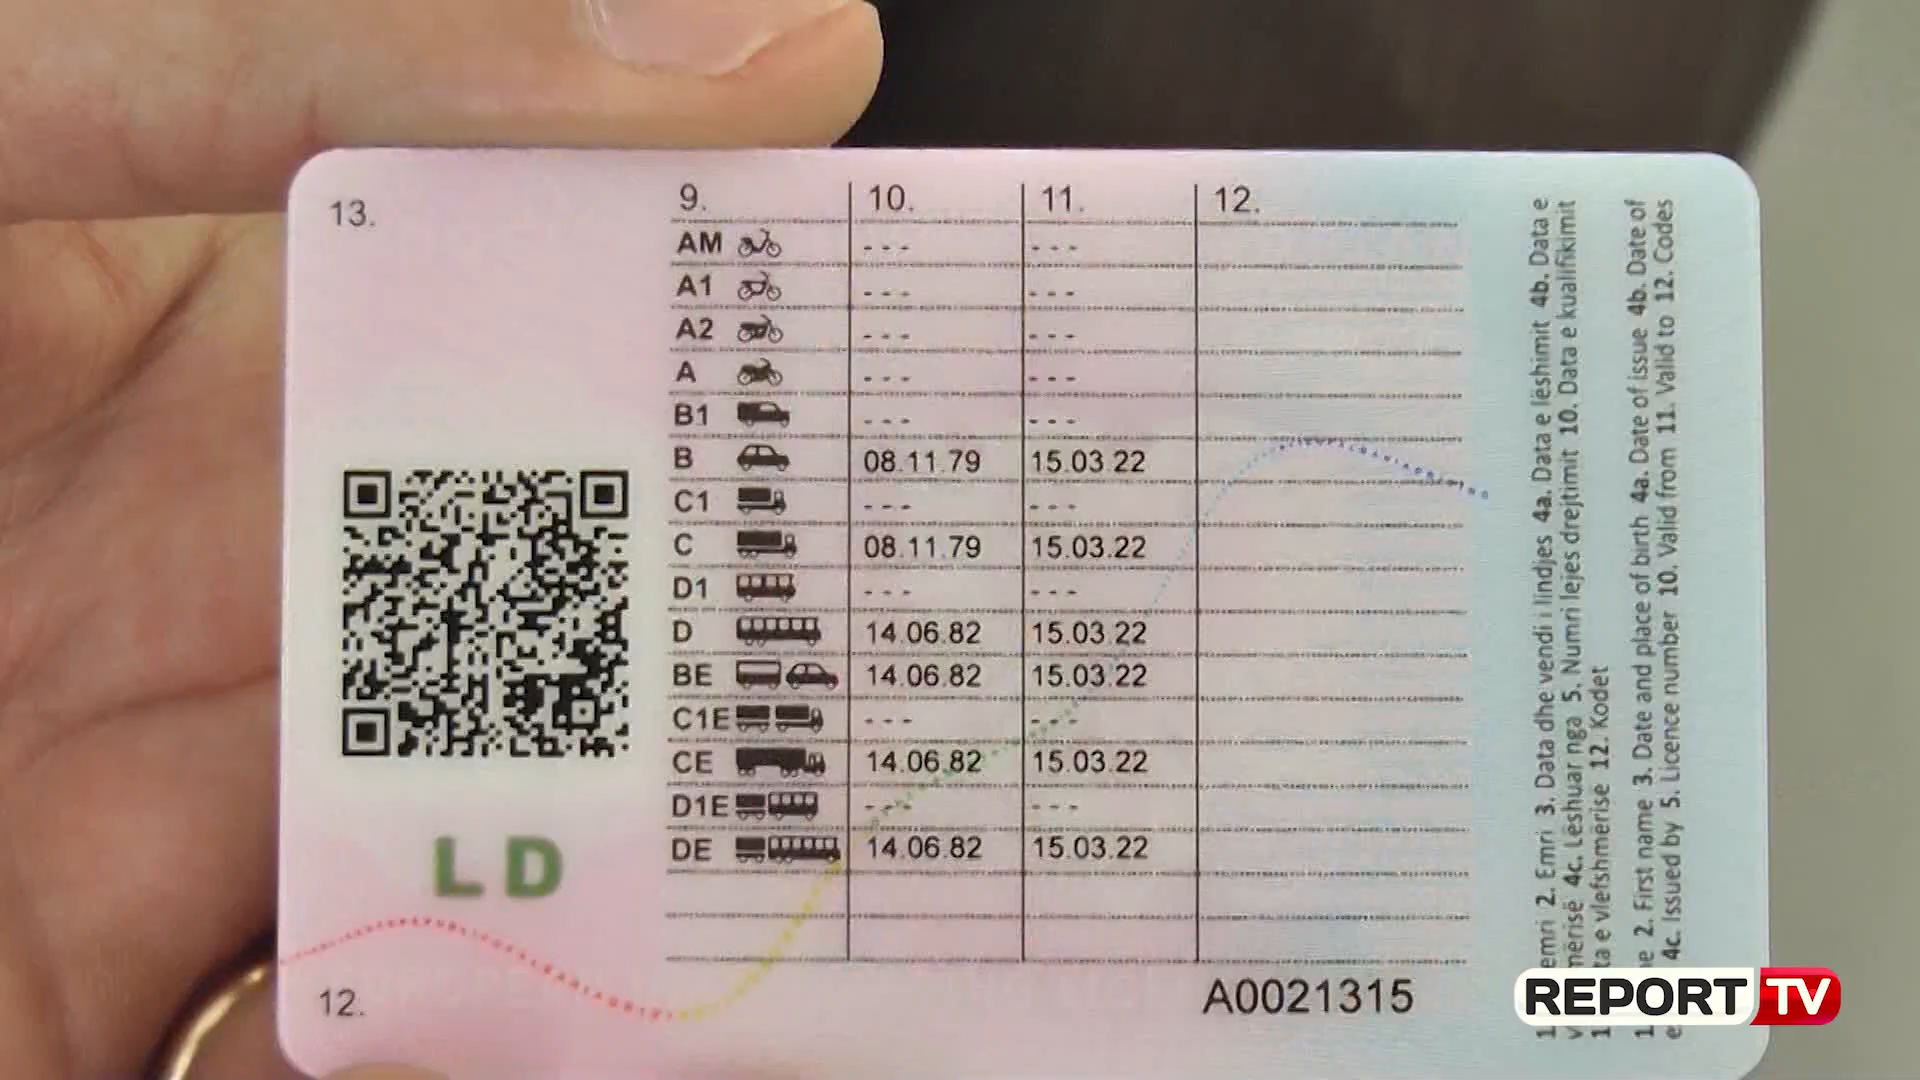 13.
9. 10. 11. 12.
AM - - - - - -
A1 - - - - - -
A2 - - - - - -
A - - - - - -
B1 - - - - - -
B 08.11.79 15.03.22
C1 - - - - - -
C 08.11.79 15.03.22
D1 - - - - - -
D 14.06.82 15.03.22
BE 14.06.82 15.03.22
C1E - - - - - -
CE 14.06.82 15.03.22
D1E - - - - - -
DE 14.06.82 15.03.22
LD
12.
A0021315
emri 2. Emri 3. Data dhe vendi i lindjes 4a. Data e lëshimit 4b. Data e
4c. Lëshuar nga 5. Numri lejes drejtimit 10. Data e kualifikimit
e vlefshmërise 12. Kodet
2. First name 3. Date and place of birth 4a. Date of issue 4b. Date of
4c. Issued by 5. Licence number 10. Valid from 11. Valid to 12. Codes
REPORT TV